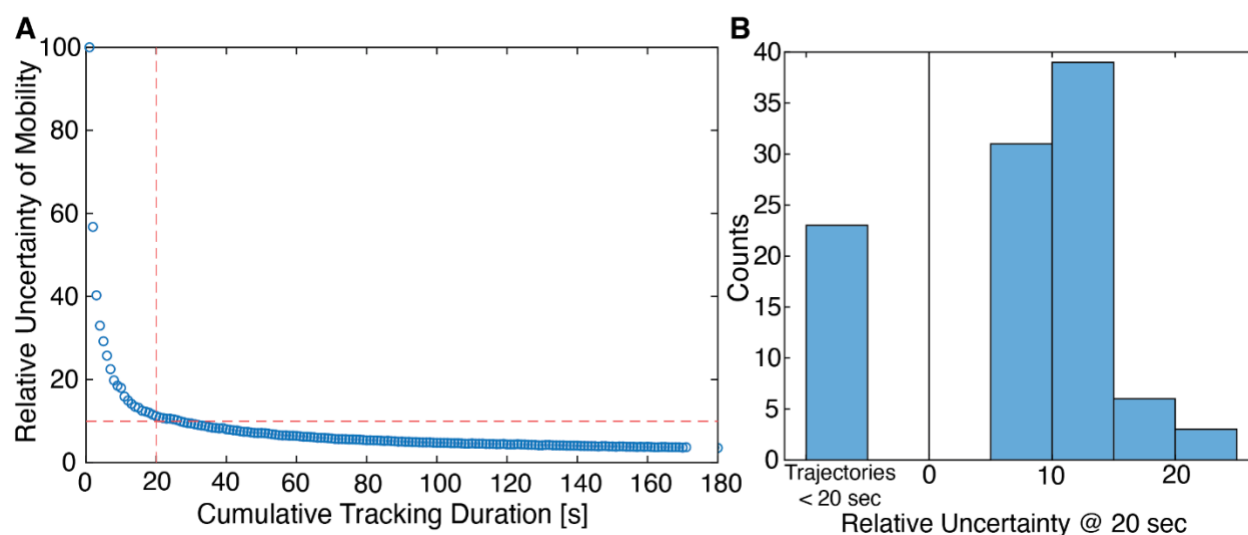 A
Relative Uncertainty of Mobility
100
80
60
40
20
0
0 20 40 60 80 100 120 140 160 180
Cumulative Tracking Duration [s]
B
Counts
40
35
30
25
20
15
10
5
0
Trajectories
< 20 sec
0 10 20
Relative Uncertainty @ 20 sec